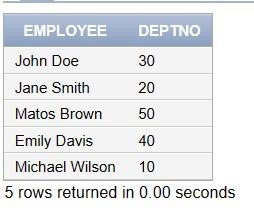 EMPLOYEE DEPTNO
John Doe 30
Jane Smith 20
Matos Brown 50
Emily Davis 40
Michael Wilson 10
5 rows returned in 0.00 seconds